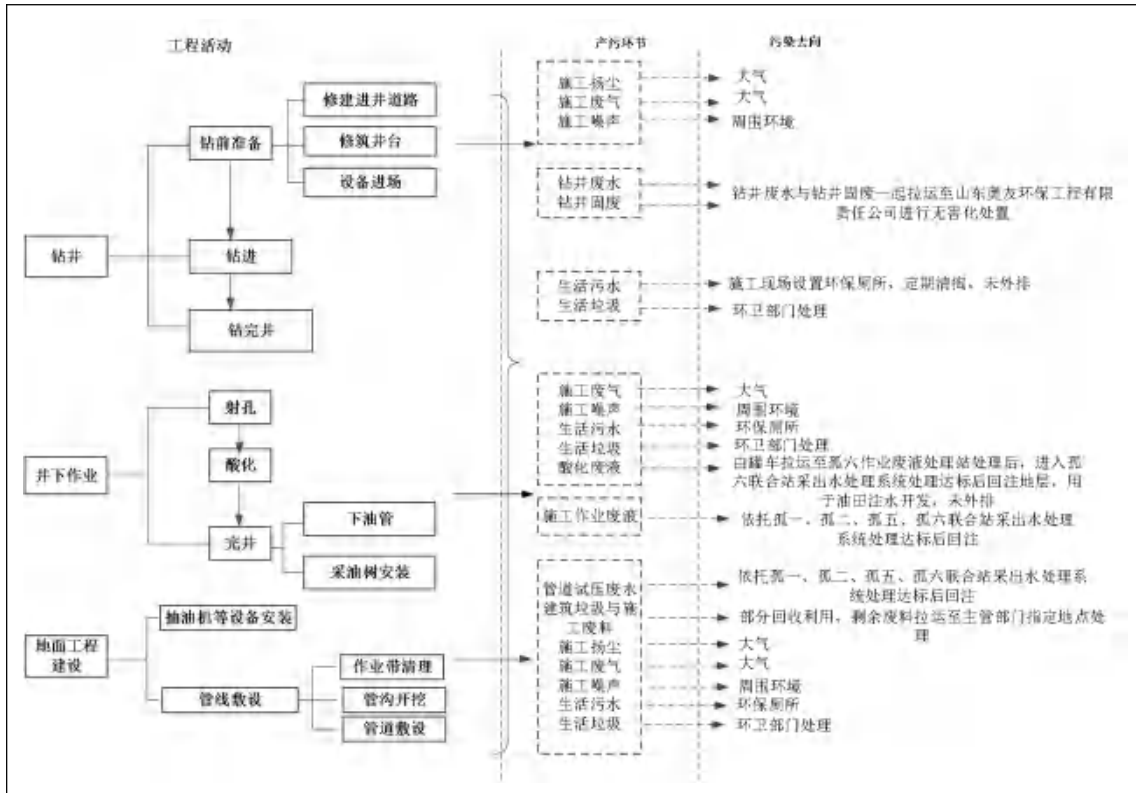 工程活动
产污环节
污染去向
修建进井道路
钻前准备
修筑井台
设备进场
钻井
钻进
钻完井
施工扬尘
施工废气
施工噪声
大气
大气
周围环境
钻井废水
钻井固废
钻井废水与钻井固废一起拉运至山东奥友环保工程有限
责任公司进行无害化处置
生活污水
生活垃圾
施工现场设置环保厕所，定期清掏、未外排
环卫部门处理
射孔
井下作业
酸化
完井
下油管
采油树安装
施工废气
施工噪声
生活污水
生活垃圾
酸化废液
大气
周围环境
环保厕所
环卫部门处理
由罐车拉运至孤六作业废液处理站处理后，进入孤
六联合站采出水处理系统处理达标后回注地层，用
于油田注水开发，未外排
施工作业废液
依托孤一、孤二、孤五、孤六联合站采出水处理
系统处理达标后回注
抽油机等设备安装
地面工程
建设
管线敷设
作业带清理
管沟开挖
管道敷设
管道试压废水
建筑垃圾与施
工废料
施工扬尘
施工废气
施工噪声
生活污水
生活垃圾
依托孤一、孤二、孤五、孤六联合站采出水处理系
统处理达标后回注
部分回收利用，剩余废料拉运至主管部门指定地点处
理
大气
大气
周围环境
环保厕所
环卫部门处理